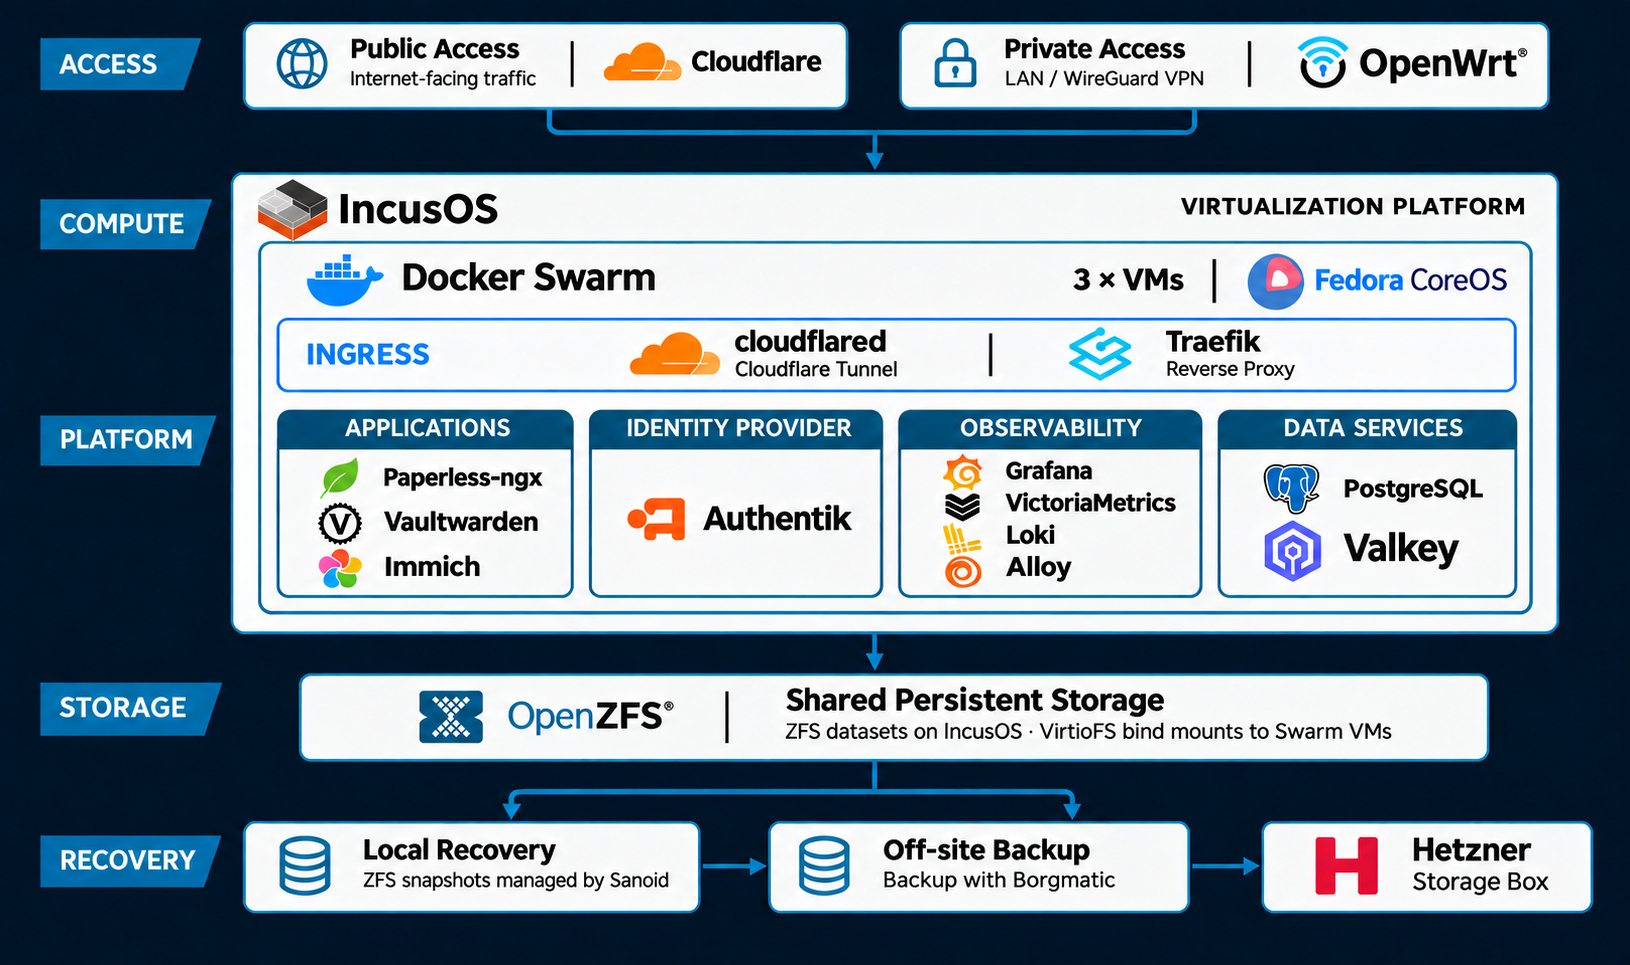 ACCESS
Public Access
Internet-facing traffic
Cloudflare
Private Access
LAN / WireGuard VPN
OpenWrt®
COMPUTE
IncusOS
VIRTUALIZATION PLATFORM
Docker Swarm
3 × VMs
Fedora CoreOS
INGRESS
cloudflared
Cloudflare Tunnel
Traefik
Reverse Proxy
PLATFORM
APPLICATIONS
Paperless-ngx
V
Vaultwarden
Immich
IDENTITY PROVIDER
Authentik
OBSERVABILITY
Grafana
VictoriaMetrics
Loki
Alloy
DATA SERVICES
PostgreSQL
Valkey
STORAGE
OpenZFS®
Shared Persistent Storage
ZFS datasets on IncusOS · VirtioFS bind mounts to Swarm VMs
RECOVERY
Local Recovery
ZFS snapshots managed by Sanoid
Off-site Backup
Backup with Borgmatic
Hetzner
Storage Box